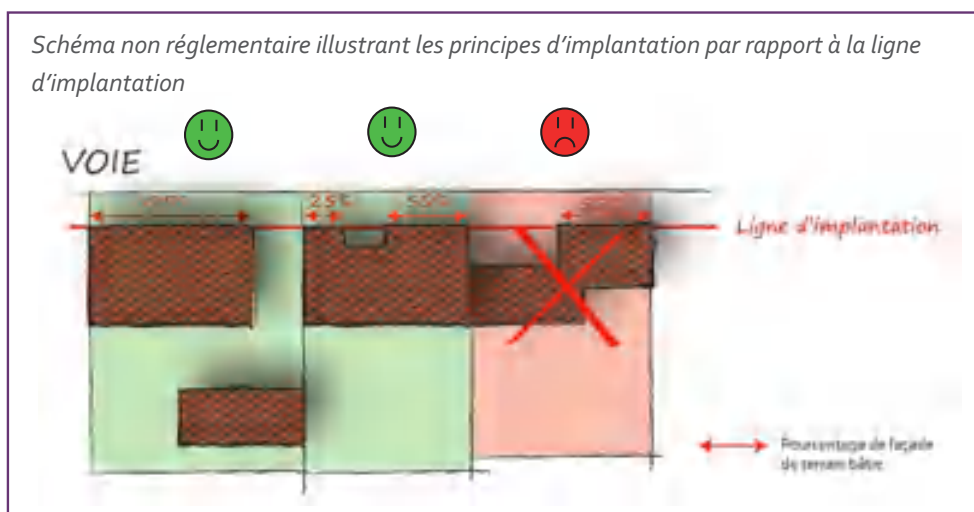 Schéma non réglementaire illustrant les principes d'implantation par rapport à la ligne
d'implantation
VOIE
25% 50%
Ligne d'implantation
Pourcentage de façade
de terrain bâtie